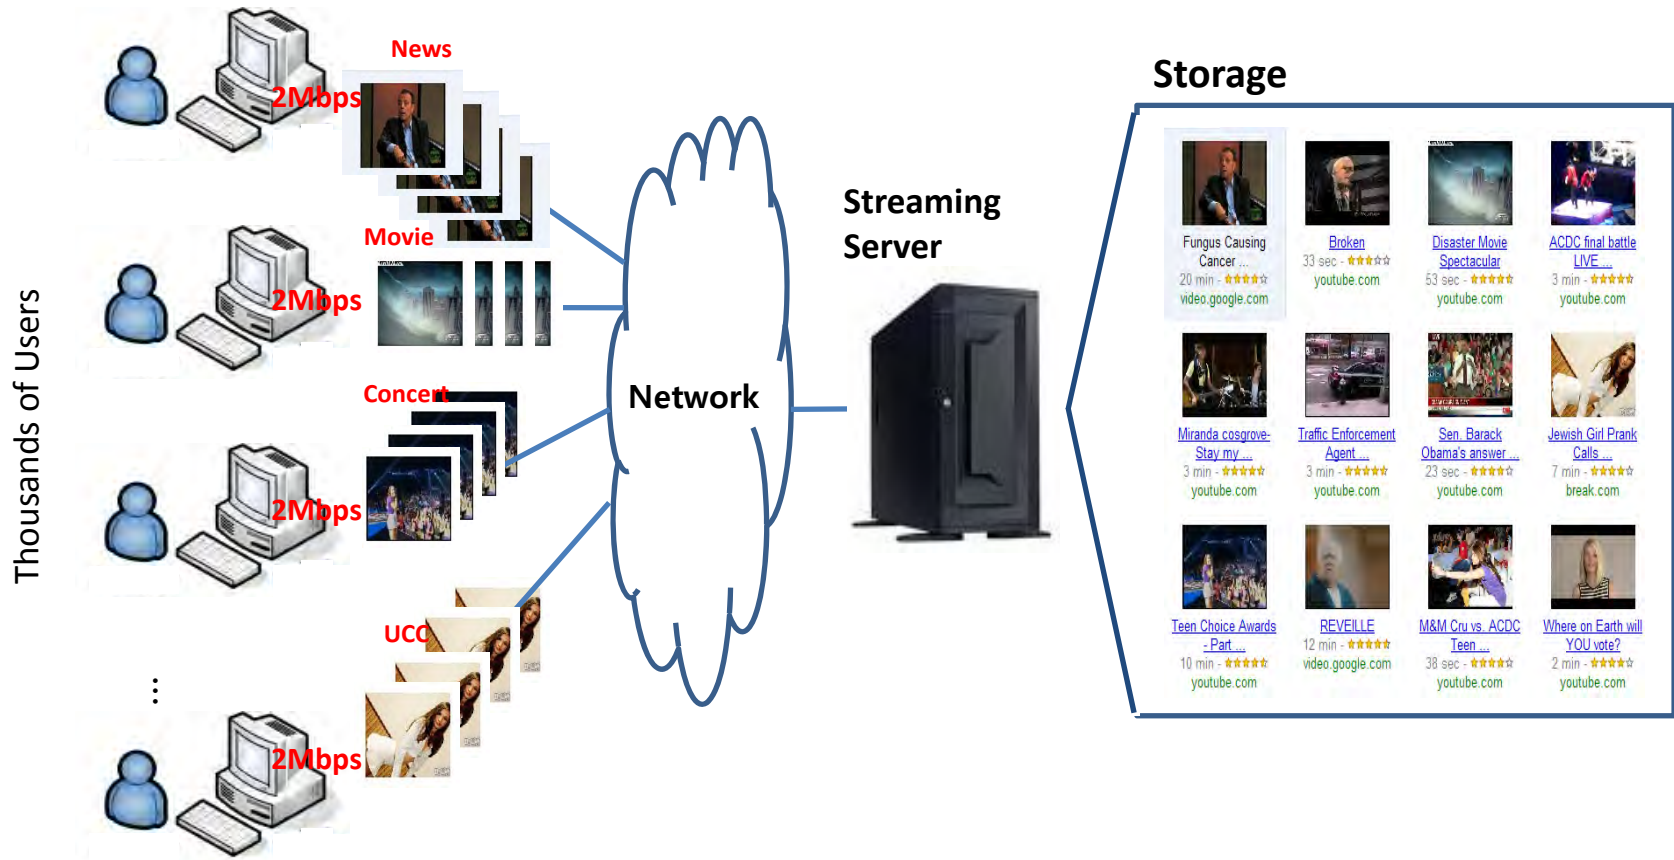 Thousands of Users
News
2Mbps
Movie
2Mbps
Concert
2Mbps
UCC
...
2Mbps
Network
Streaming
Server
Storage
Fungus Causing
Cancer ...
20 min -
video.google.com
Broken
33 sec -
youtube.com
Disaster Movie
Spectacular
53 sec -
youtube.com
ACDC final battle
LIVE ...
3 min -
youtube.com
Miranda cosgrove-
Stay my ...
3 min -
youtube.com
Traffic Enforcement
Agent ...
3 min -
youtube.com
Sen. Barack
Obama's answer ...
23 sec -
youtube.com
Jewish Girl Prank
Calls ...
7 min -
break.com
Teen Choice Awards
- Part ...
10 min -
youtube.com
REVEILLE
12 min -
video.google.com
M&M Cru vs. ACDC
Teen ...
38 sec -
youtube.com
Where on Earth will
YOU vote?
2 min -
youtube.com